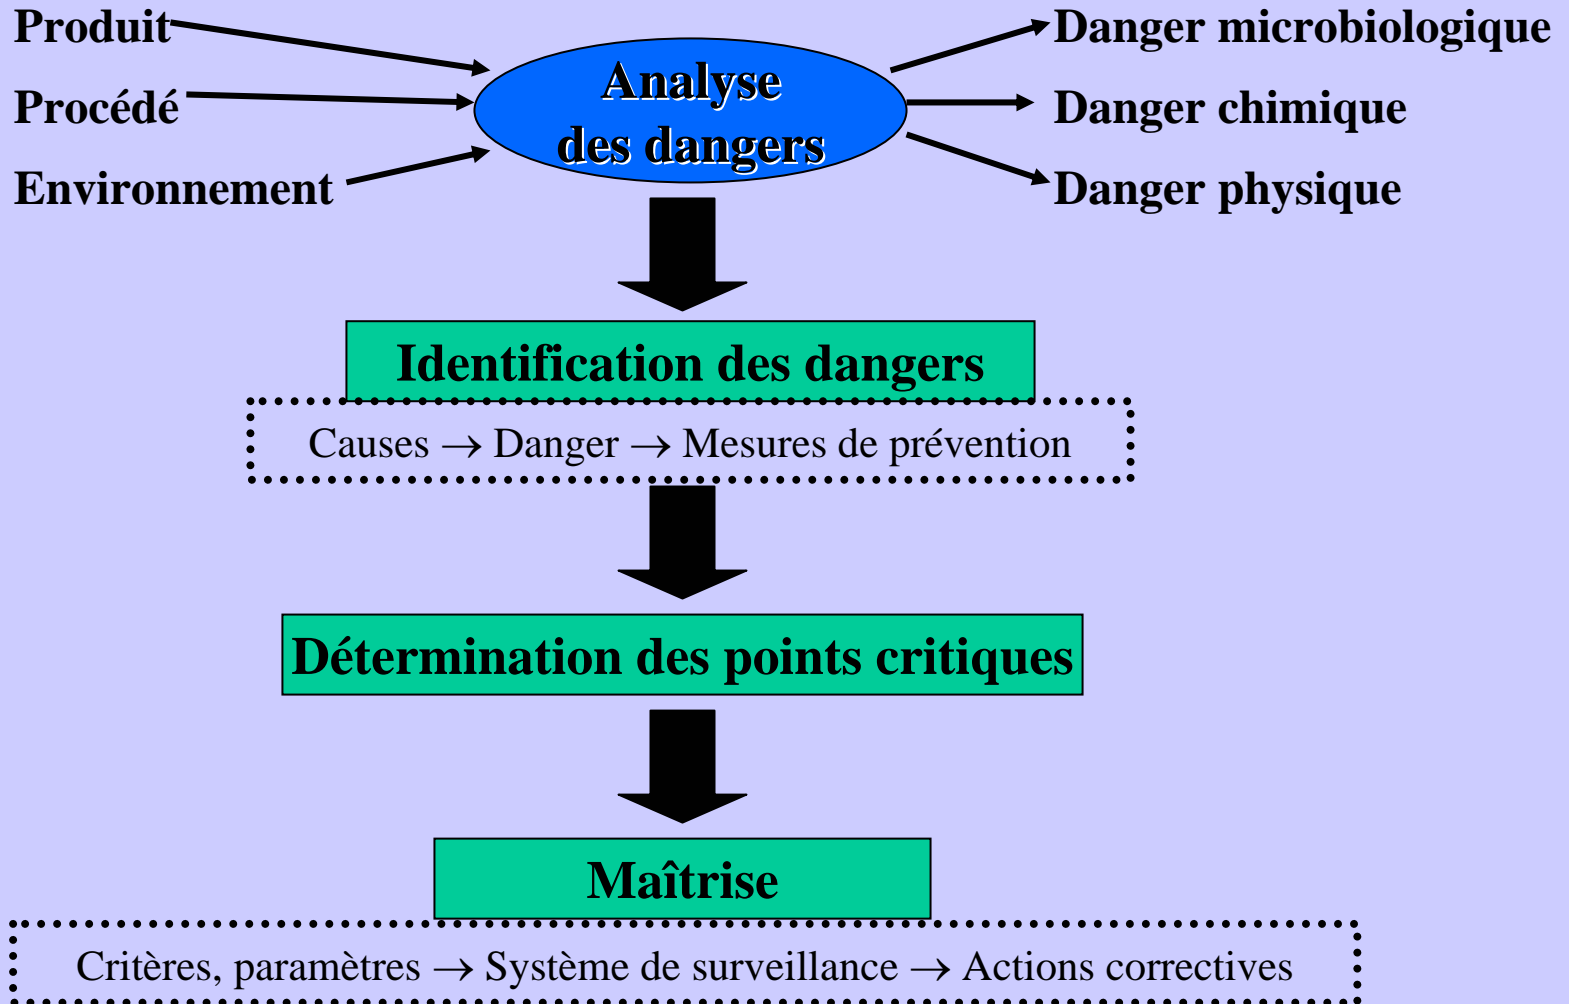 Produit
Procédé
Environnement
Analyse
des dangers
Danger microbiologique
Danger chimique
Danger physique
Identification des dangers
Causes → Danger → Mesures de prévention
Détermination des points critiques
Maîtrise
Critères, paramètres → Système de surveillance → Actions correctives